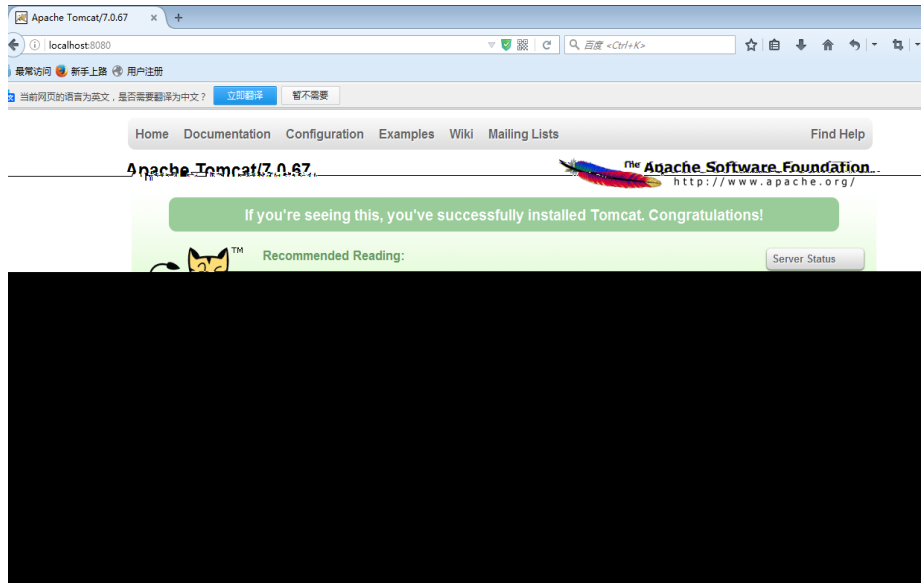 Apache Tomcat/7.0.67 × +
localhost:8080 百度 <Ctrl+K>
最常访问 新手上路 用户注册
当前网页的语言为英文，是否需要翻译为中文？ 立即翻译 暂不需要
Home Documentation Configuration Examples Wiki Mailing Lists Find Help
Apache Tomcat/7.0.67 The Apache Software Foundation
http://www.apache.org/
If you're seeing this, you've successfully installed Tomcat. Congratulations!
TM Recommended Reading: Server Status